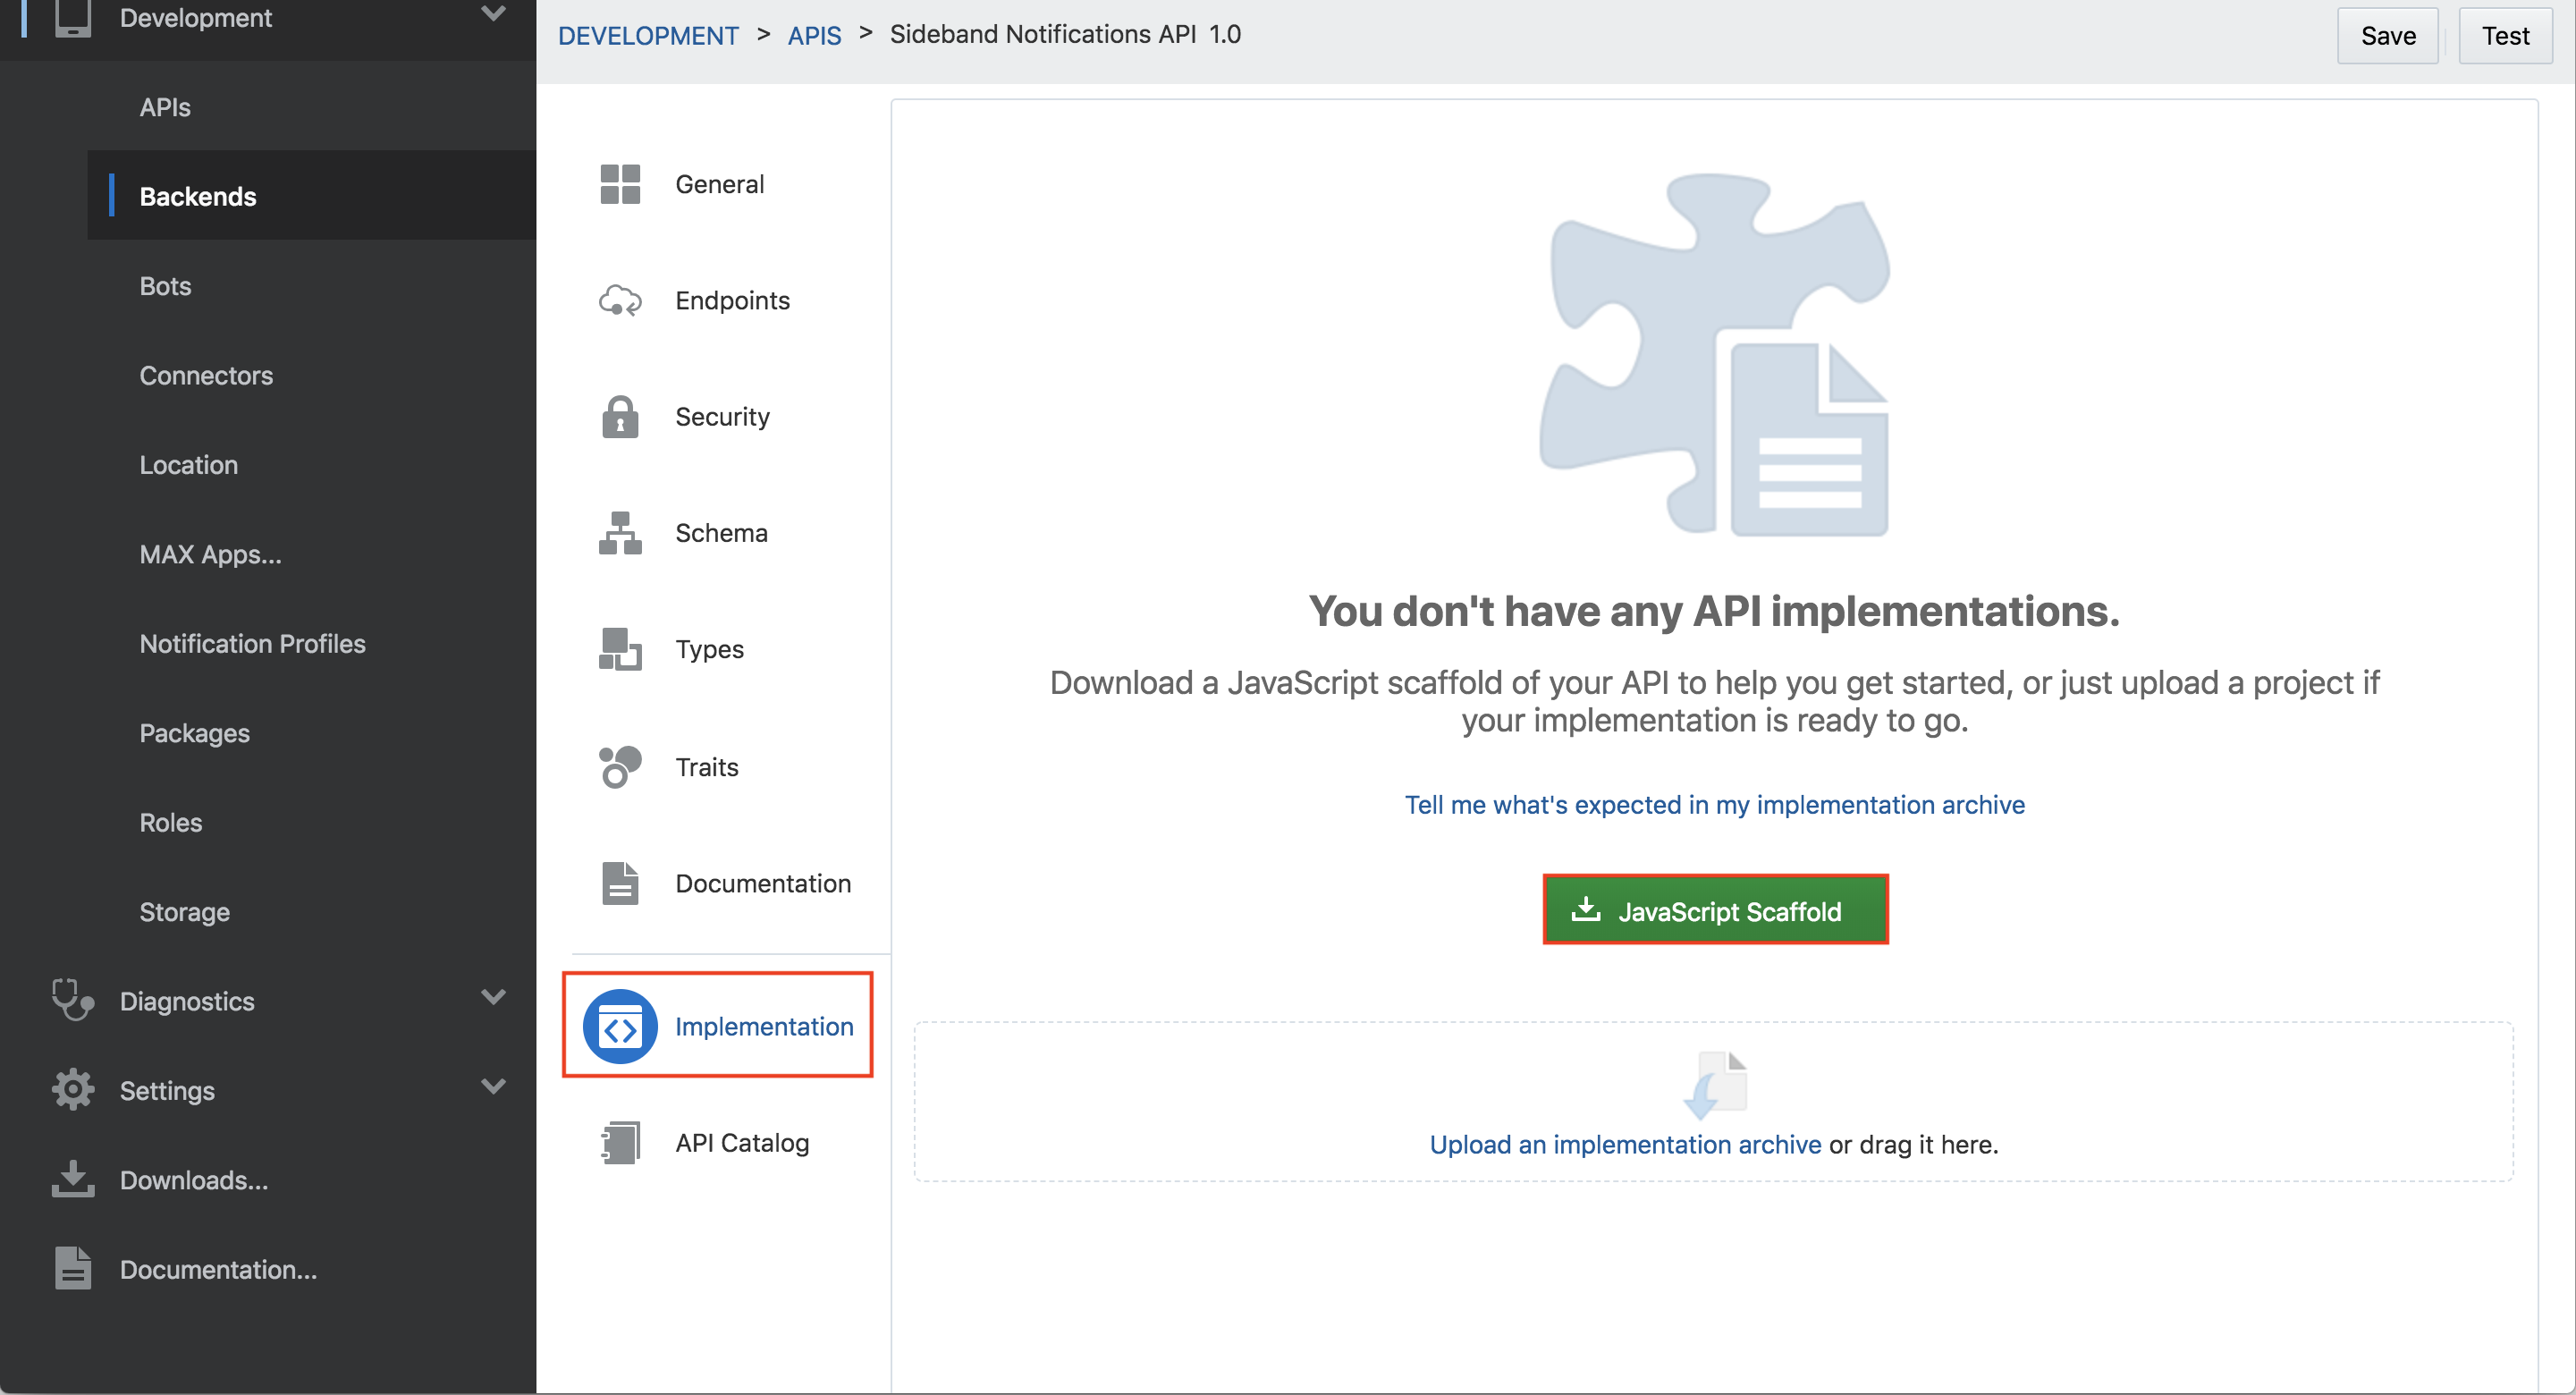 Development
APIs
Backends
Bots
Connectors
Location
MAX Apps...
Notification Profiles
Packages
Roles
Storage
Diagnostics
Settings
Downloads...
Documentation...
DEVELOPMENT > APIS > Sideband Notifications API 1.0
Save
Test
General
Endpoints
Security
Schema
Types
Traits
Documentation
Implementation
API Catalog
You don't have any API implementations.
Download a JavaScript scaffold of your API to help you get started, or just upload a project if
your implementation is ready to go.
Tell me what's expected in my implementation archive
JavaScript Scaffold
Upload an implementation archive or drag it here.